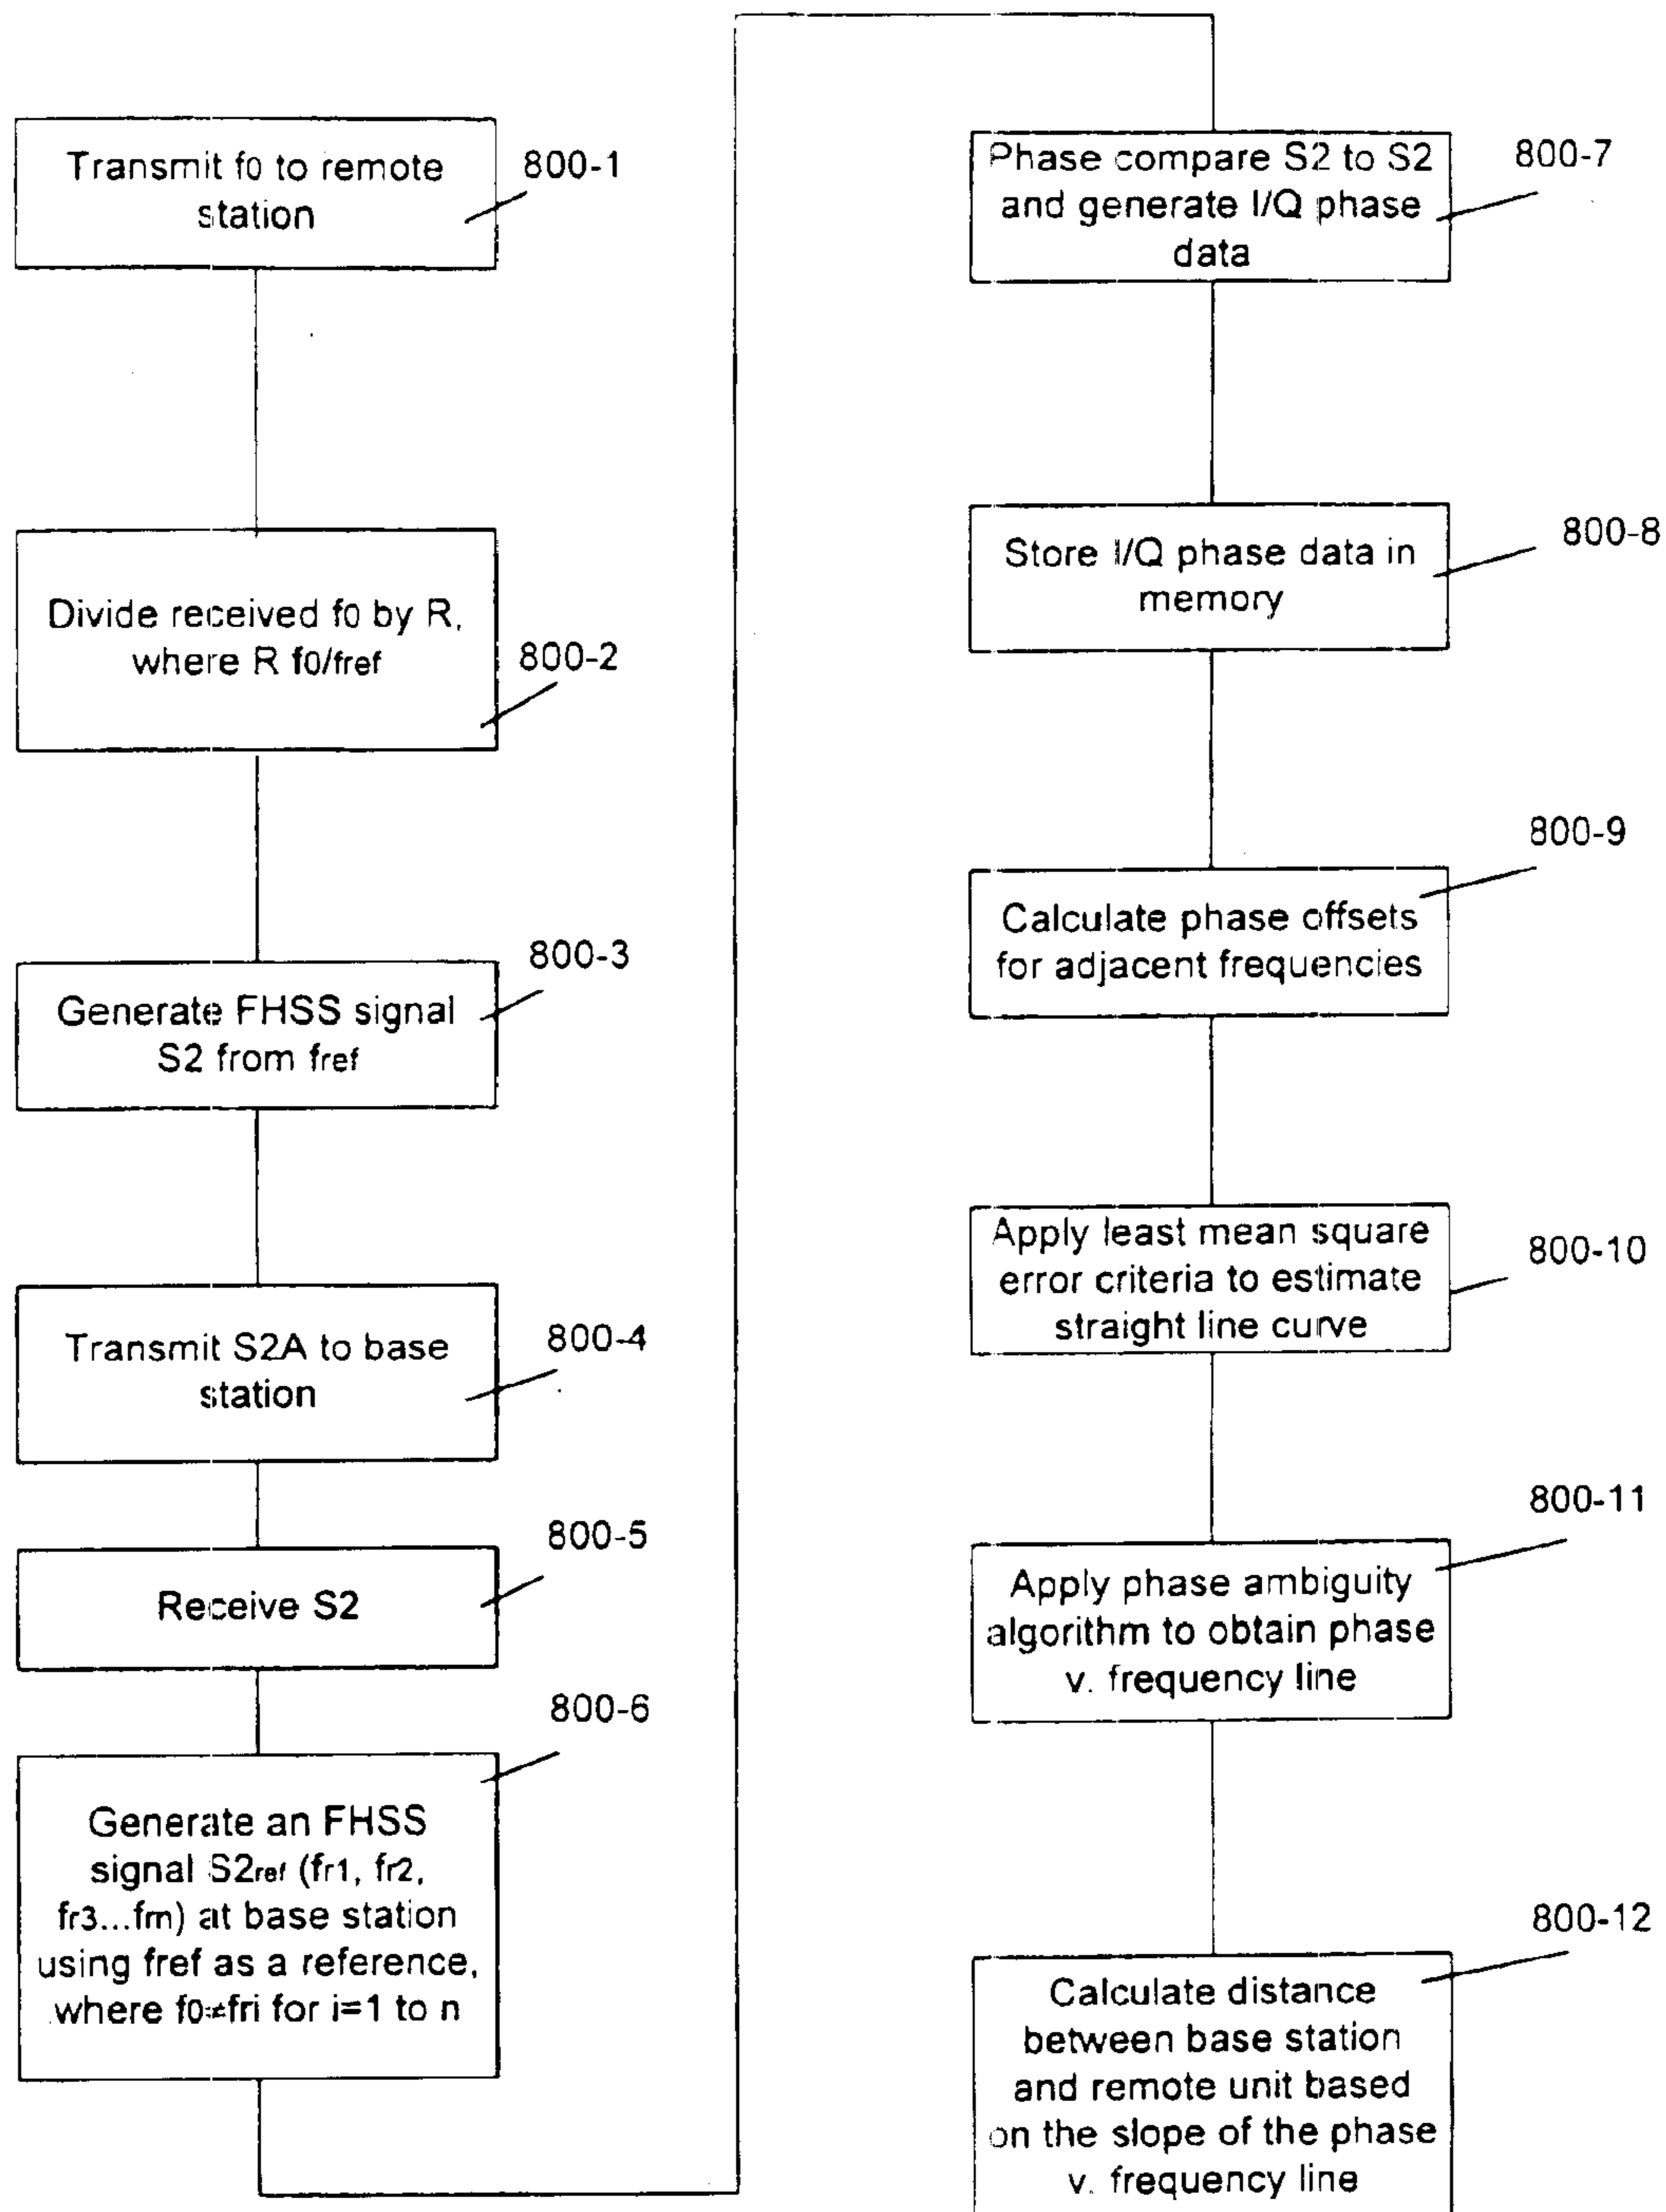 Transmit f0 to remote
station
800-1
Divide received f0 by R,
where R f0/fref
800-2
Generate FHSS signal
S2 from fref
800-3
Transmit S2A to base
station
800-4
Receive S2
800-5
Generate an FHSS
signal S2ref (fr1, fr2,
fr3...frn) at base station
using fref as a reference,
where f0≠fri for i=1 to n
800-6
Phase compare S2 to S2
and generate I/Q phase
data
800-7
Store I/Q phase data in
memory
800-8
Calculate phase offsets
for adjacent frequencies
800-9
Apply least mean square
error criteria to estimate
straight line curve
800-10
Apply phase ambiguity
algorithm to obtain phase
v. frequency line
800-11
Calculate distance
between base station
and remote unit based
on the slope of the phase
v. frequency line
800-12